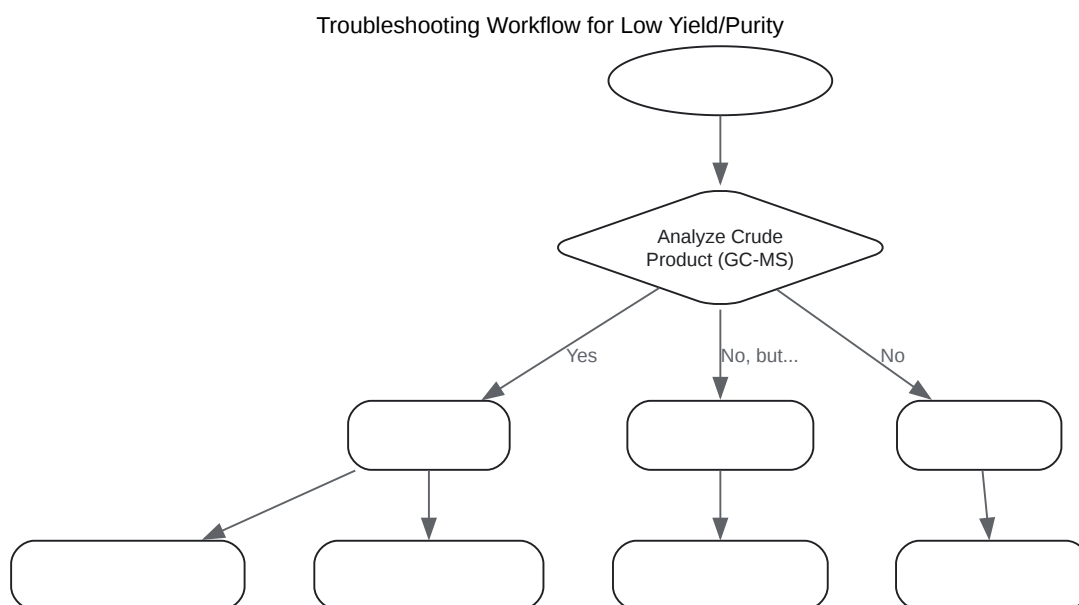 Troubleshooting Workflow for Low Yield/Purity
Analyze Crude
Product (GC-MS)
Yes
No, but...
No